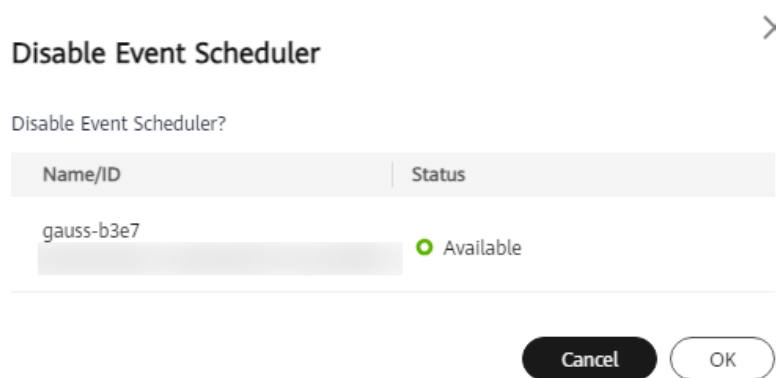 Disable Event Scheduler
Disable Event Scheduler?
Name/ID Status
gauss-b3e7
Available
Cancel OK